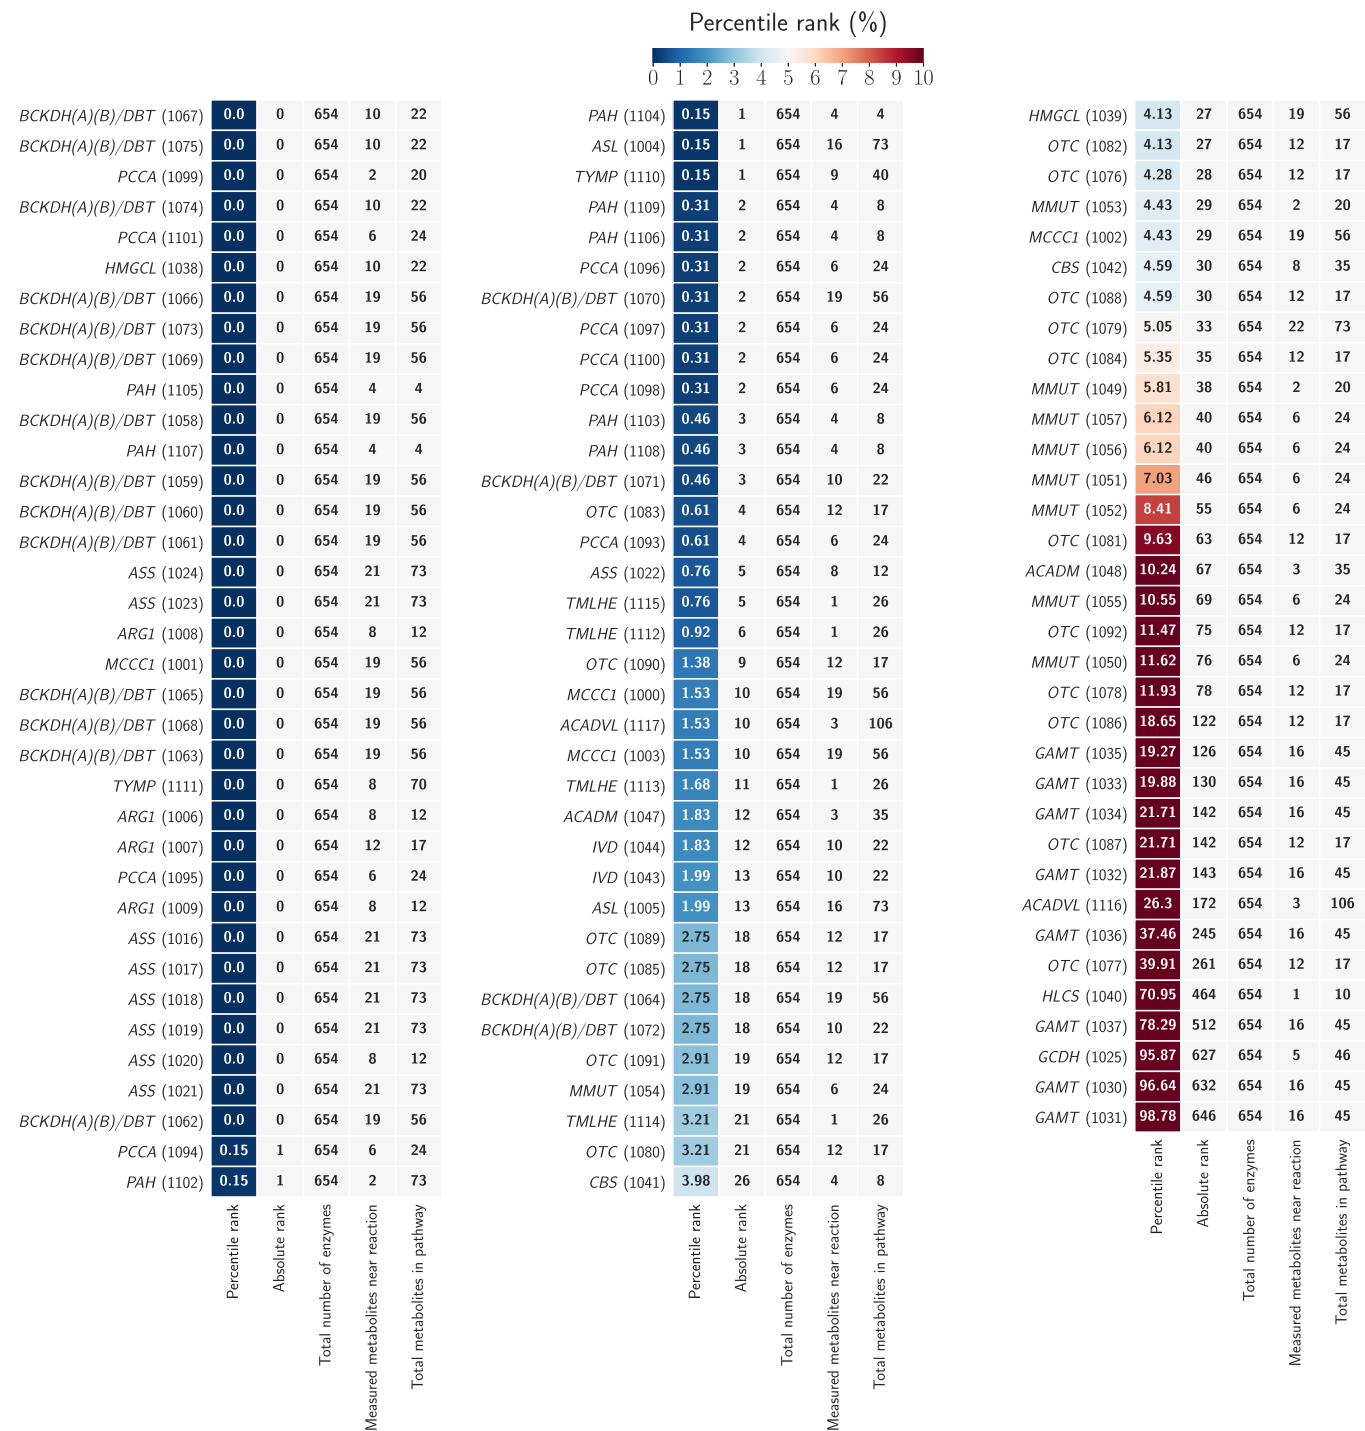 Percentile rank (%)
0 1 2 3 4 5 6 7 8 9 10
BCKDH(A)(B)/DBT (1067) 0.0 0 654 10 22
BCKDH(A)(B)/DBT (1075) 0.0 0 654 10 22
PCCA (1099) 0.0 0 654 2 20
BCKDH(A)(B)/DBT (1074) 0.0 0 654 10 22
PCCA (1101) 0.0 0 654 6 24
HMGCL (1038) 0.0 0 654 10 22
BCKDH(A)(B)/DBT (1066) 0.0 0 654 19 56
BCKDH(A)(B)/DBT (1073) 0.0 0 654 19 56
BCKDH(A)(B)/DBT (1069) 0.0 0 654 19 56
PAH (1105) 0.0 0 654 4 4
BCKDH(A)(B)/DBT (1058) 0.0 0 654 19 56
PAH (1107) 0.0 0 654 4 4
BCKDH(A)(B)/DBT (1059) 0.0 0 654 19 56
BCKDH(A)(B)/DBT (1060) 0.0 0 654 19 56
BCKDH(A)(B)/DBT (1061) 0.0 0 654 19 56
ASS (1024) 0.0 0 654 21 73
ASS (1023) 0.0 0 654 21 73
ARG1 (1008) 0.0 0 654 8 12
MCCC1 (1001) 0.0 0 654 19 56
BCKDH(A)(B)/DBT (1065) 0.0 0 654 19 56
BCKDH(A)(B)/DBT (1068) 0.0 0 654 19 56
BCKDH(A)(B)/DBT (1063) 0.0 0 654 19 56
TYMP (1111) 0.0 0 654 8 70
ARG1 (1006) 0.0 0 654 8 12
ARG1 (1007) 0.0 0 654 12 17
PCCA (1095) 0.0 0 654 6 24
ARG1 (1009) 0.0 0 654 8 12
ASS (1016) 0.0 0 654 21 73
ASS (1017) 0.0 0 654 21 73
ASS (1018) 0.0 0 654 21 73
ASS (1019) 0.0 0 654 21 73
ASS (1020) 0.0 0 654 8 12
ASS (1021) 0.0 0 654 21 73
BCKDH(A)(B)/DBT (1062) 0.0 0 654 19 56
PCCA (1094) 0.15 1 654 6 24
PAH (1102) 0.15 1 654 2 73
Percentile rank
Absolute rank
Total number of enzymes
Measured metabolites near reaction
Total metabolites in pathway
PAH (1104) 0.15 1 654 4 4
ASL (1004) 0.15 1 654 16 73
TYMP (1110) 0.15 1 654 9 40
PAH (1109) 0.31 2 654 4 8
PAH (1106) 0.31 2 654 4 8
PCCA (1096) 0.31 2 654 6 24
BCKDH(A)(B)/DBT (1070) 0.31 2 654 19 56
PCCA (1097) 0.31 2 654 6 24
PCCA (1100) 0.31 2 654 6 24
PCCA (1098) 0.31 2 654 6 24
PAH (1103) 0.46 3 654 4 8
PAH (1108) 0.46 3 654 4 8
BCKDH(A)(B)/DBT (1071) 0.46 3 654 10 22
OTC (1083) 0.61 4 654 12 17
PCCA (1093) 0.61 4 654 6 24
ASS (1022) 0.76 5 654 8 12
TMLHE (1115) 0.76 5 654 1 26
TMLHE (1112) 0.92 6 654 1 26
OTC (1090) 1.38 9 654 12 17
MCCC1 (1000) 1.53 10 654 19 56
ACADVL (1117) 1.53 10 654 3 106
MCCC1 (1003) 1.53 10 654 19 56
TMLHE (1113) 1.68 11 654 1 26
ACADM (1047) 1.83 12 654 3 35
IVD (1044) 1.83 12 654 10 22
IVD (1043) 1.99 13 654 10 22
ASL (1005) 1.99 13 654 16 73
OTC (1089) 2.75 18 654 12 17
OTC (1085) 2.75 18 654 12 17
BCKDH(A)(B)/DBT (1064) 2.75 18 654 19 56
BCKDH(A)(B)/DBT (1072) 2.75 18 654 10 22
OTC (1091) 2.91 19 654 12 17
MMUT (1054) 2.91 19 654 6 24
TMLHE (1114) 3.21 21 654 1 26
OTC (1080) 3.21 21 654 12 17
CBS (1041) 3.98 26 654 4 8
Percentile rank
Absolute rank
Total number of enzymes
Measured metabolites near reaction
Total metabolites in pathway
HMGCL (1039) 4.13 27 654 19 56
OTC (1082) 4.13 27 654 12 17
OTC (1076) 4.28 28 654 12 17
MMUT (1053) 4.43 29 654 2 20
MCCC1 (1002) 4.43 29 654 19 56
CBS (1042) 4.59 30 654 8 35
OTC (1088) 4.59 30 654 12 17
OTC (1079) 5.05 33 654 22 73
OTC (1084) 5.35 35 654 12 17
MMUT (1049) 5.81 38 654 2 20
MMUT (1057) 6.12 40 654 6 24
MMUT (1056) 6.12 40 654 6 24
MMUT (1051) 7.03 46 654 6 24
MMUT (1052) 8.41 55 654 6 24
OTC (1081) 9.63 63 654 12 17
ACADM (1048) 10.24 67 654 3 35
MMUT (1055) 10.55 69 654 6 24
OTC (1092) 11.47 75 654 12 17
MMUT (1050) 11.62 76 654 6 24
OTC (1078) 11.93 78 654 12 17
OTC (1086) 18.65 122 654 12 17
GAMT (1035) 19.27 126 654 16 45
GAMT (1033) 19.88 130 654 16 45
GAMT (1034) 21.71 142 654 16 45
OTC (1087) 21.71 142 654 12 17
GAMT (1032) 21.87 143 654 16 45
ACADVL (1116) 26.3 172 654 3 106
GAMT (1036) 37.46 245 654 16 45
OTC (1077) 39.91 261 654 12 17
HLCS (1040) 70.95 464 654 1 10
GAMT (1037) 78.29 512 654 16 45
GCDH (1025) 95.87 627 654 5 46
GAMT (1030) 96.64 632 654 16 45
GAMT (1031) 98.78 646 654 16 45
Percentile rank
Absolute rank
Total number of enzymes
Measured metabolites near reaction
Total metabolites in pathway